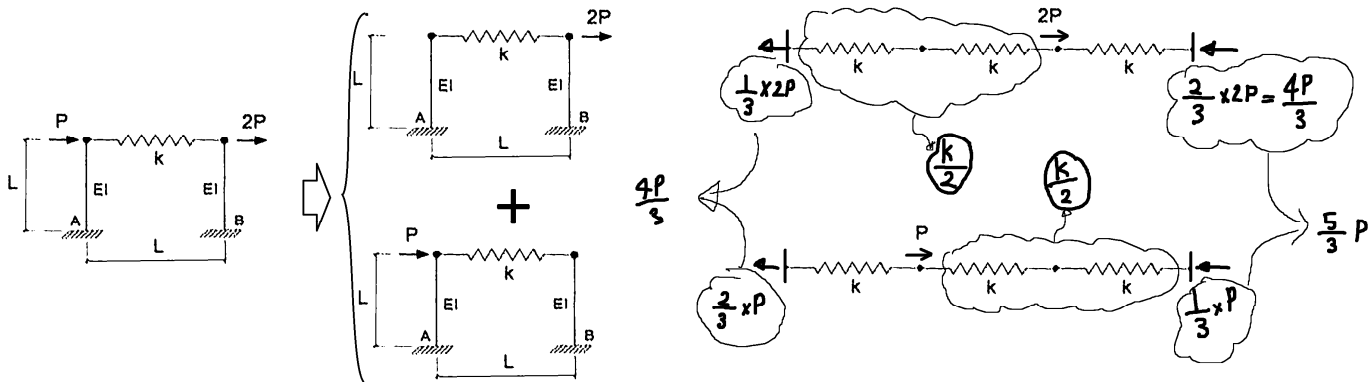 P
2P
k
L
EI
EI
A
B
L
2P
k
L
EI
EI
A
B
L
+
P
k
L
EI
EI
A
B
L
2P
k
k
k
1/3 ×2P
2/3 ×2P= 4P/3
k/2
4P/3
k/2
5/3 P
P
k
k
k
2/3 ×P
1/3 ×P